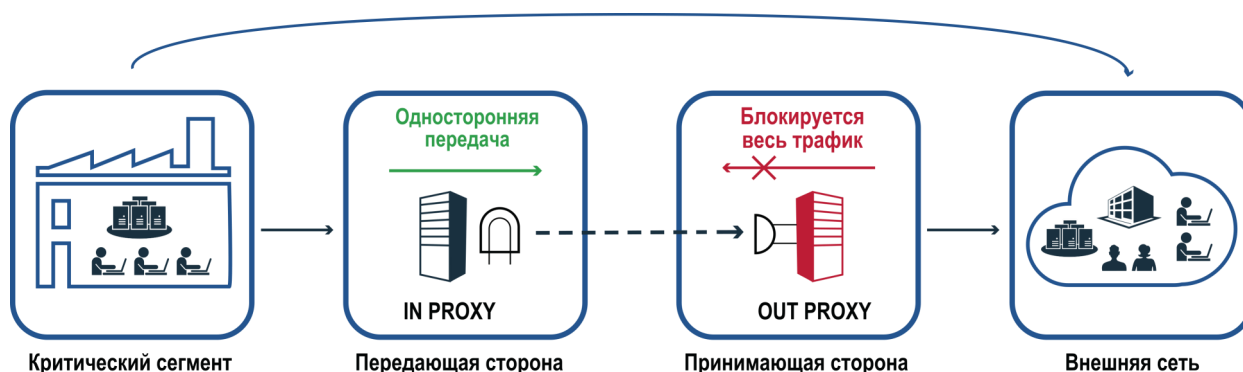 Односторонняя
передача
Блокируется
весь трафик
IN PROXY
OUT PROXY
Критический сегмент
Передающая сторона
Принимающая сторона
Внешняя сеть